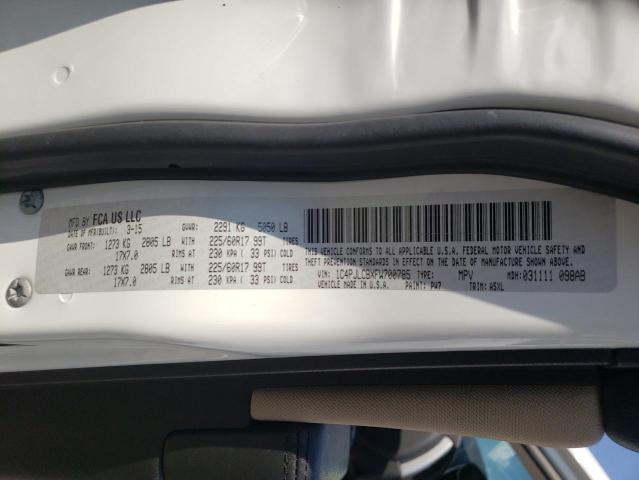 MFD BY FCA US LLC
DATE OF MFR(BUILT): 3-15 GVWR: 2291 KG 5050 LB
GAWR FRONT: 1273 KG 2805 LB WITH 225/60R17 99T TIRES
17X7.0 RIMS AT 230 KPA ( 33 PSI) COLD
GAWR REAR: 1273 KG 2805 LB WITH 225/60R17 99T TIRES
17X7.0 RIMS AT 230 KPA ( 33 PSI) COLD
THIS VEHICLE CONFORMS TO ALL APPLICABLE U.S.A. FEDERAL MOTOR VEHICLE SAFETY AND
THEFT PREVENTION STANDARDS IN EFFECT ON THE DATE OF MANUFACTURE SHOWN ABOVE.
VIN: 1C4PJLCBXFW700785 TYPE: MPV MDH: 031111 098AB
VEHICLE MADE IN U.S.A. PAINT: PW7 TRIM: A5XL